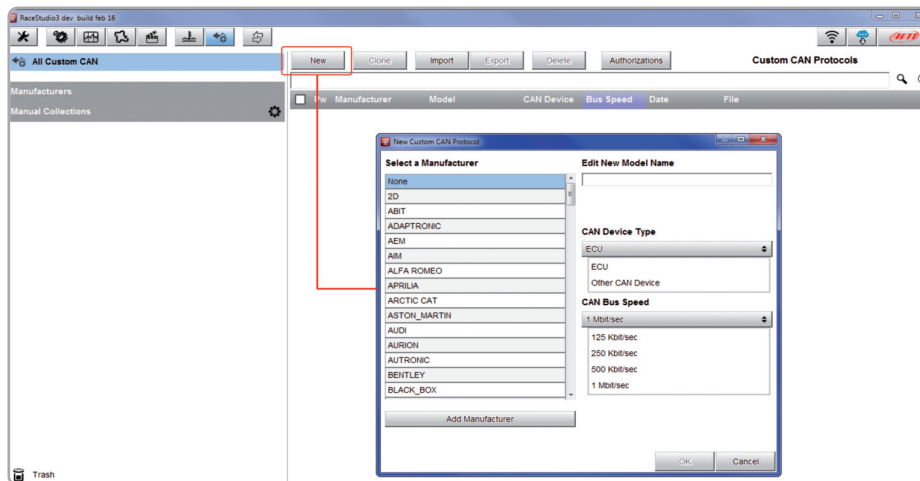 RaceStudio3 dev build feb 16
All Custom CAN
New Clone Import Export Delete Authorizations Custom CAN Protocols
Manufacturers
Manual Collections
Pw Manufacturer Model CAN Device Bus Speed Date File
New Custom CAN Protocol
Select a Manufacturer
None
2D
ABIT
ADAPTRONIC
AEM
AIM
ALFA ROMEO
APRILIA
ARCTIC CAT
ASTON_MARTIN
AUDI
AURION
AUTRONIC
BENTLEY
BLACK_BOX
Add Manufacturer
Edit New Model Name
CAN Device Type
ECU
ECU
Other CAN Device
CAN Bus Speed
1 Mbit/sec
125 Kbit/sec
250 Kbit/sec
500 Kbit/sec
1 Mbit/sec
OK Cancel
Trash